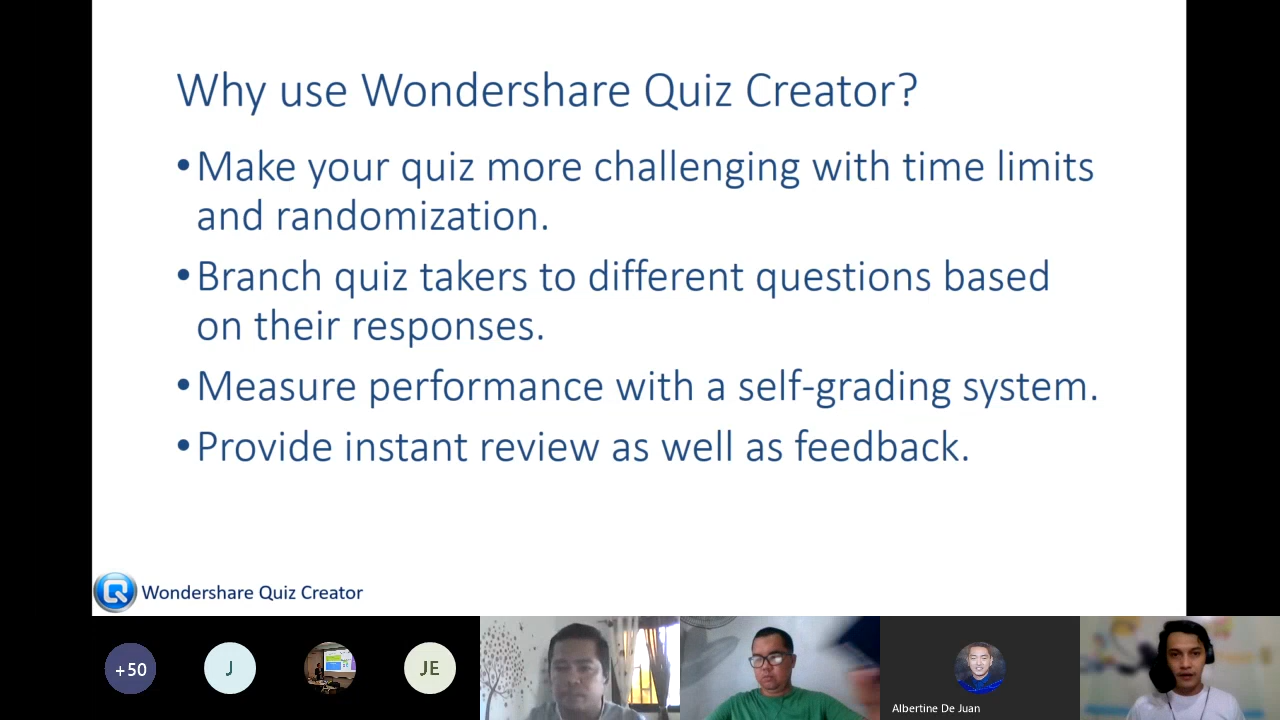 Why use Wondershare Quiz Creator?
•Make your quiz more challenging with time limits
and randomization.
•Branch quiz takers to different questions based
on their responses.
•Measure performance with a self-grading system.
•Provide instant review as well as feedback.
Wondershare Quiz Creator
+50
J
JE
Albertine De Juan